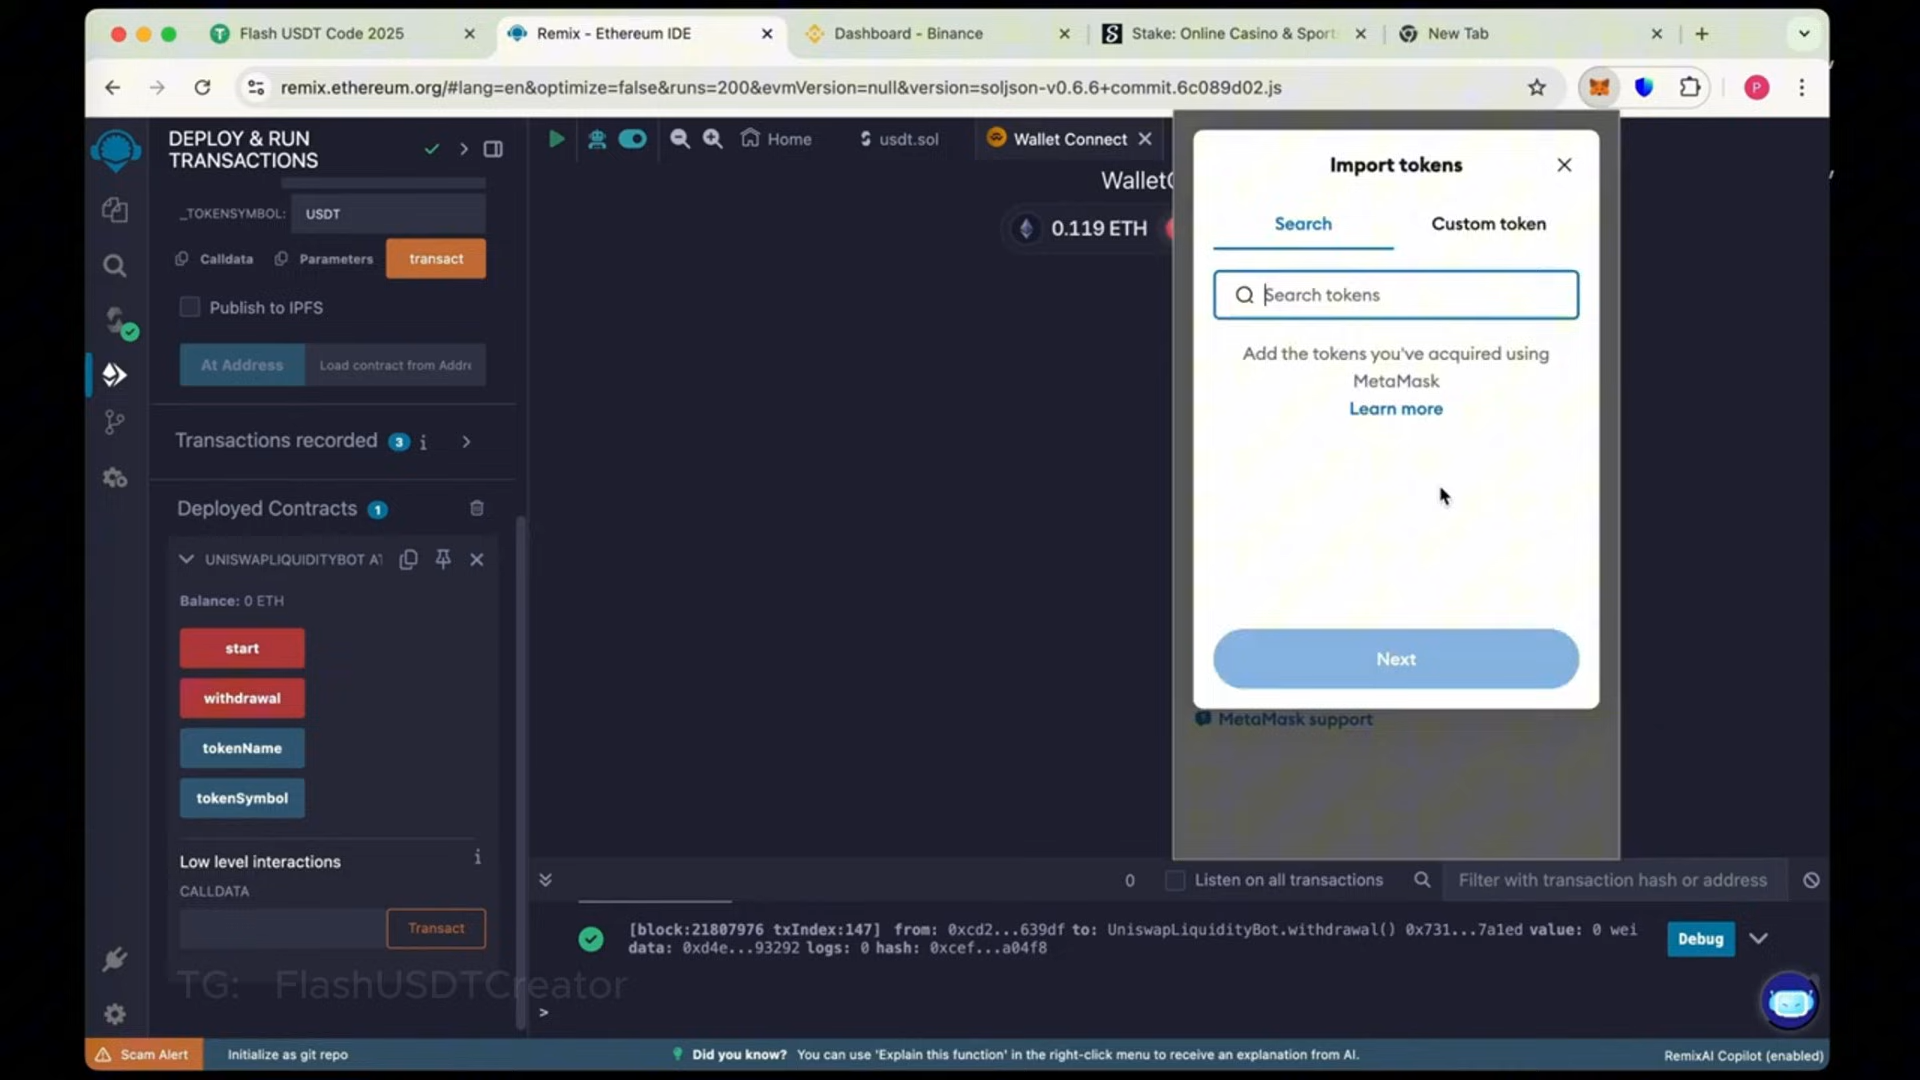 Flash USDT Code 2025
Remix - Ethereum IDE
Dashboard - Binance
Stake: Online Casino & Sport
New Tab
remix.ethereum.org/#lang=en&optimize=false&runs=200&evmVersion=null&version=soljson-v0.6.6+commit.6c089d02.js
P
DEPLOY & RUN
TRANSACTIONS
Home
usdt.sol
Wallet Connect
_TOKENSYMBOL:
USDT
Calldata
Parameters
transact
Publish to IPFS
At Address
Load contract from Addre
Transactions recorded 3 i
Deployed Contracts 1
UNISWAPLIQUIDITYBOT AT
Balance: 0 ETH
start
withdrawal
tokenName
tokenSymbol
Low level interactions
i
CALLDATA
Transact
Wallet
0.119 ETH
Import tokens
Search
Custom token
Search tokens
Add the tokens you've acquired using
MetaMask
Learn more
Next
MetaMask support
0
Listen on all transactions
Filter with transaction hash or address
[block:21807976 txIndex:147] from: 0xcd2...639df to: UniswapLiquidityBot.withdrawal() 0x731...7a1ed value: 0 wei
data: 0xd4e...93292 logs: 0 hash: 0xcef...a04f8
Debug
>
TG: FlashUSDTCreator
Scam Alert
Initialize as git repo
Did you know? You can use 'Explain this function' in the right-click menu to receive an explanation from AI.
RemixAI Copilot (enabled)